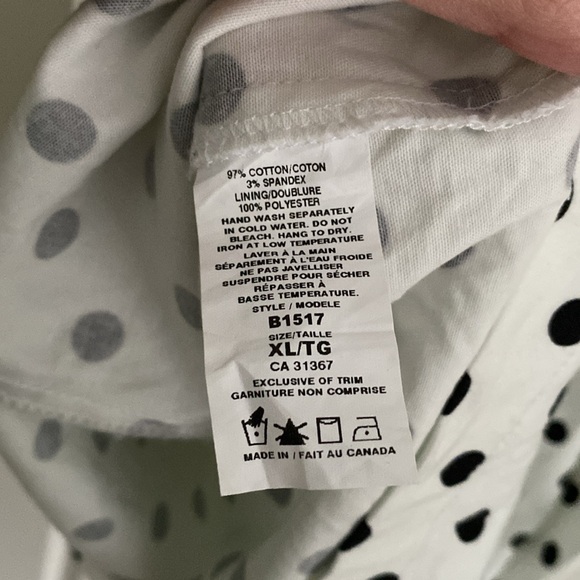 97% COTTON/COTON
3% SPANDEX
LINING/DOUBLURE
100% POLYESTER
HAND WASH SEPARATELY
IN COLD WATER. DO NOT
BLEACH. HANG TO DRY.
IRON AT LOW TEMPERATURE
LAVER À LA MAIN
SÉPAREMENT À L'EAU FROIDE
NE PAS JAVELLISER
SUSPENDRE POUR SÉCHER
RÉPASSER À
BASSE TEMPERATURE.
STYLE / MODELE
B1517
SIZE/TAILLE
XL/TG
CA 31367
EXCLUSIVE OF TRIM
GARNITURE NON COMPRISE
MADE IN / FAIT AU CANADA